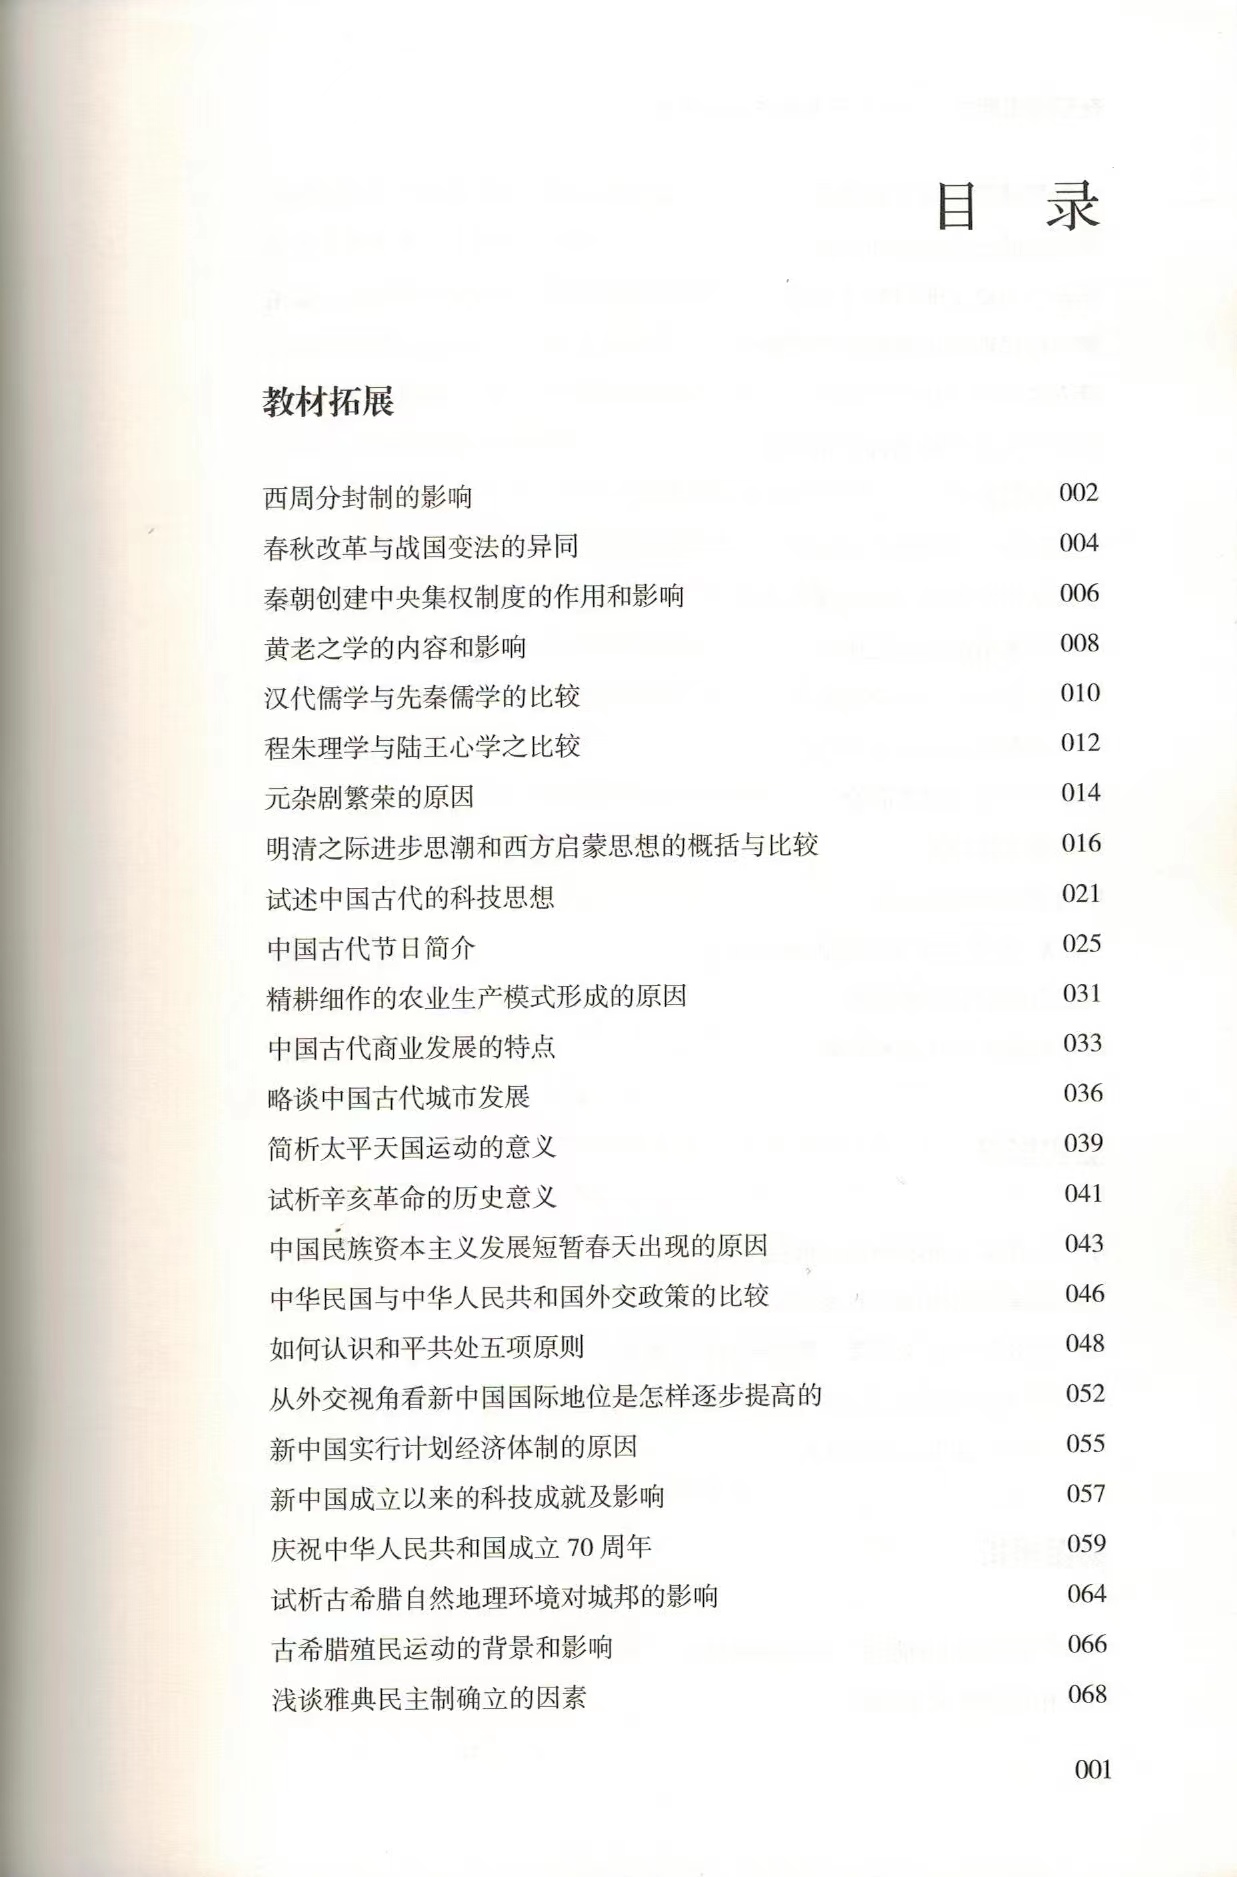 目 录
教材拓展
西周分封制的影响 002
春秋改革与战国变法的异同 004
秦朝创建中央集权制度的作用和影响 006
黄老之学的内容和影响 008
汉代儒学与先秦儒学的比较 010
程朱理学与陆王心学之比较 012
元杂剧繁荣的原因 014
明清之际进步思潮和西方启蒙思想的概括与比较 016
试述中国古代的科技思想 021
中国古代节日简介 025
精耕细作的农业生产模式形成的原因 031
中国古代商业发展的特点 033
略谈中国古代城市发展 036
简析太平天国运动的意义 039
试析辛亥革命的历史意义 041
中国民族资本主义发展短暂春天出现的原因 043
中华民国与中华人民共和国外交政策的比较 046
如何认识和平共处五项原则 048
从外交视角看新中国国际地位是怎样逐步提高的 052
新中国实行计划经济体制的原因 055
新中国成立以来的科技成就及影响 057
庆祝中华人民共和国成立 70 周年 059
试析古希腊自然地理环境对城邦的影响 064
古希腊殖民运动的背景和影响 066
浅谈雅典民主制确立的因素 068
001